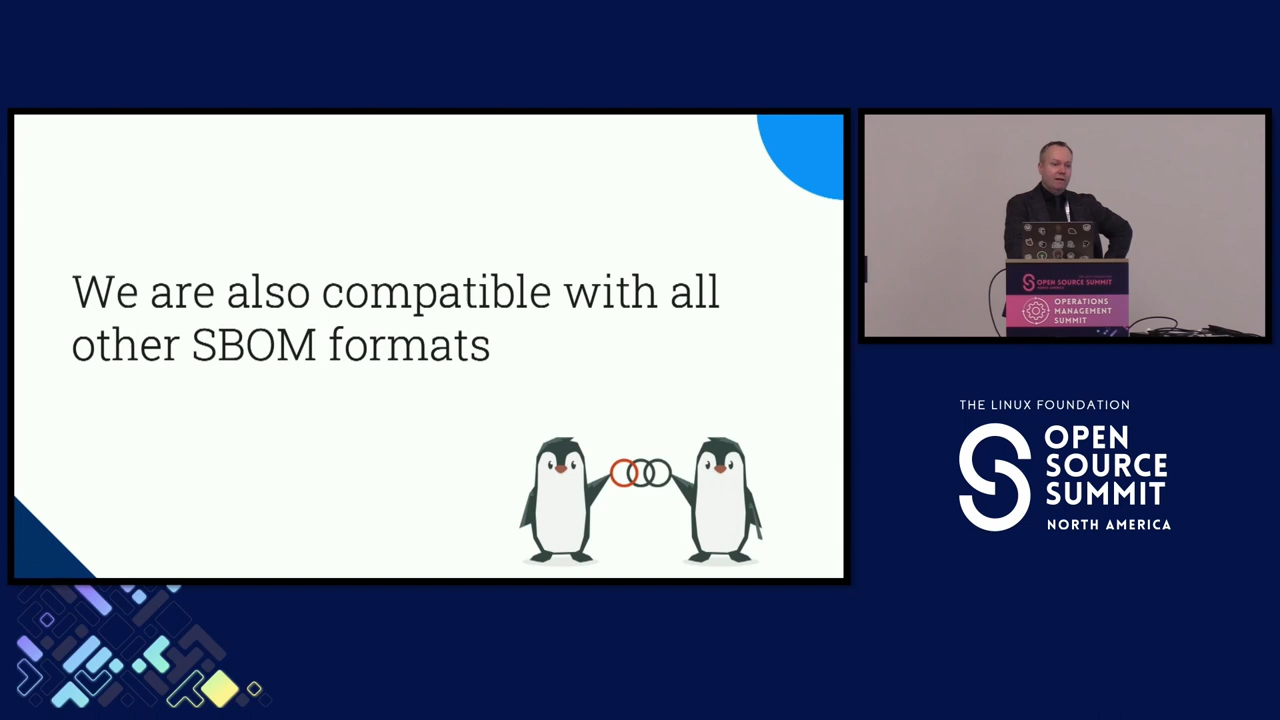 We are also compatible with all
other SBOM formats
OPEN SOURCE SUMMIT
OPERATIONS
MANAGEMENT
SUMMIT
THE LINUX FOUNDATION
OPEN
SOURCE
SUMMIT
NORTH AMERICA